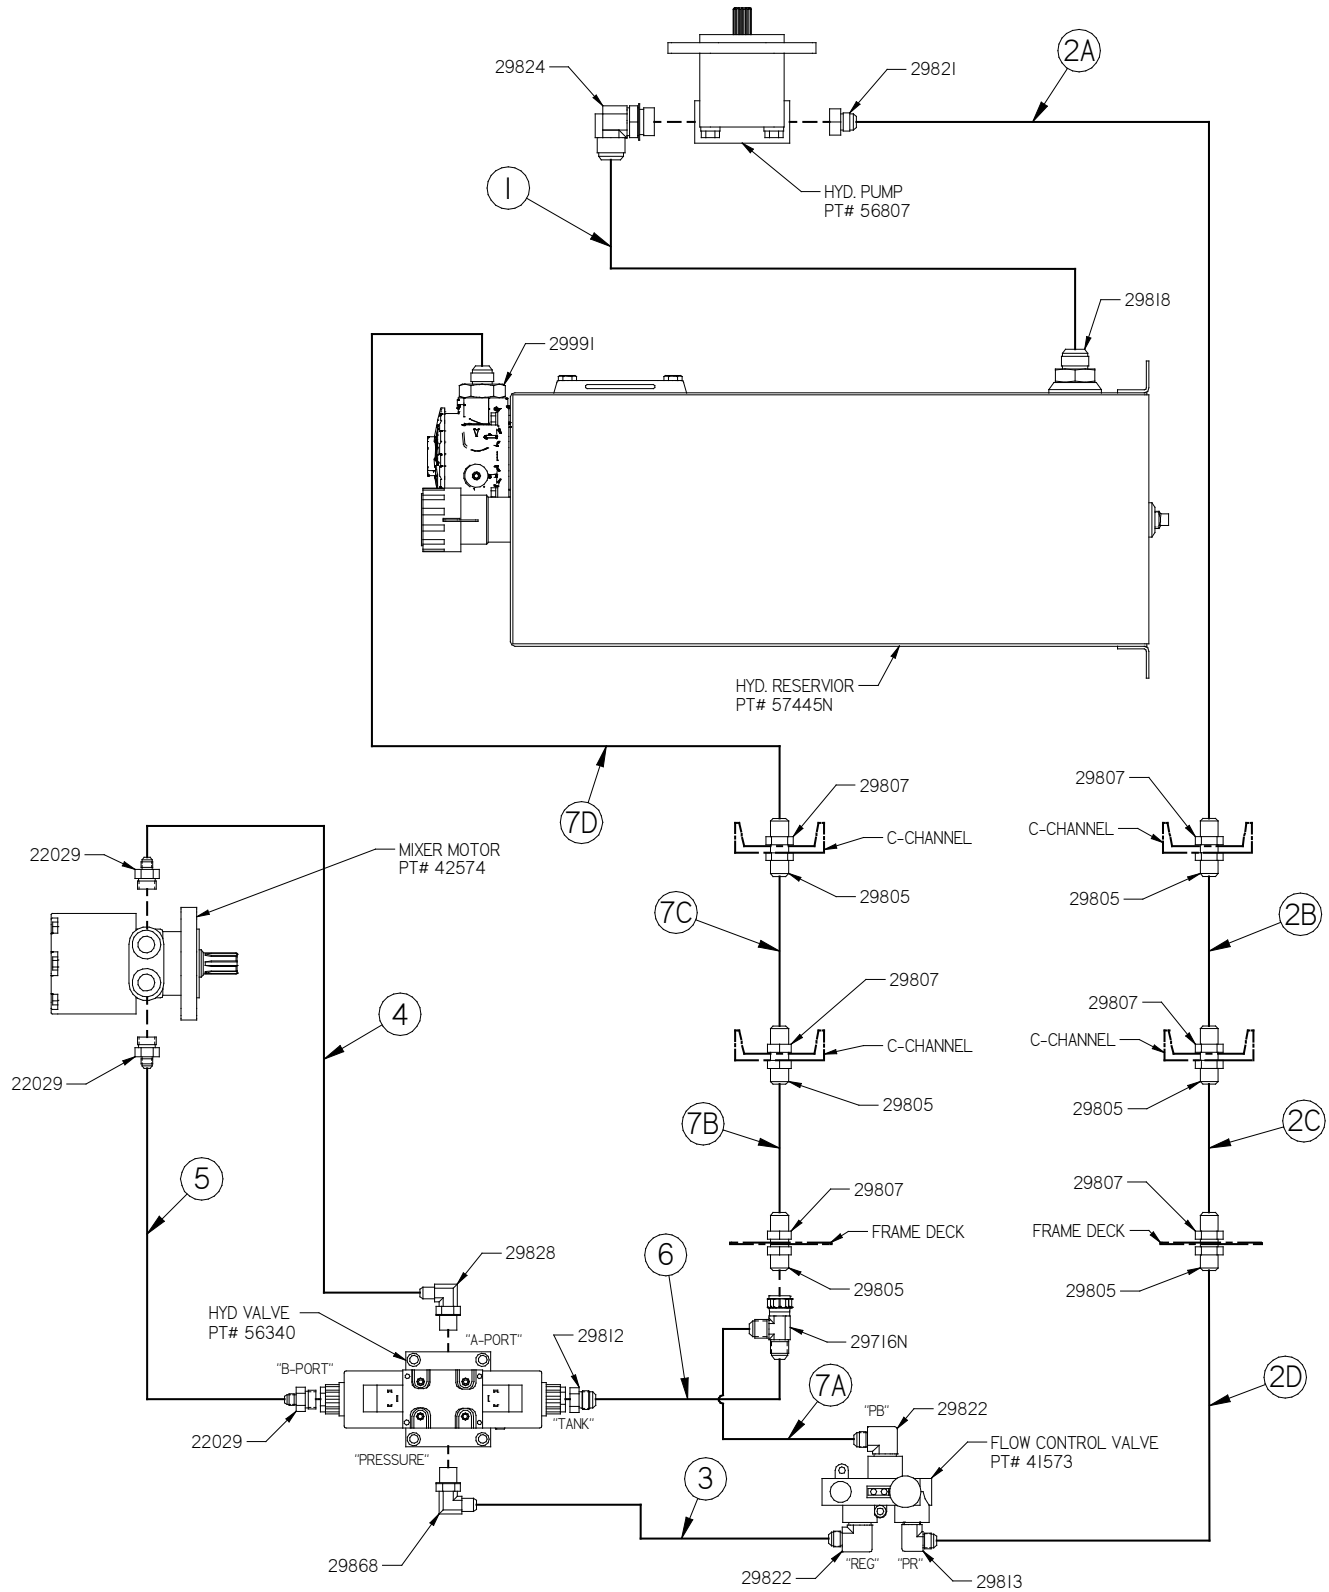 29824
29821
2A
1
HYD. PUMP
PT# 56807
29818
29991
HYD. RESERVIOR
PT# 57445N
7D
29807
29807
C-CHANNEL
C-CHANNEL
22029
MIXER MOTOR
PT# 42574
29805
29805
7C
2B
29807
29807
4
C-CHANNEL
C-CHANNEL
22029
29805
29805
7B
2C
5
29807
29807
FRAME DECK
FRAME DECK
6
29828
29805
29805
HYD VALVE
PT# 56340
"A-PORT"
29812
29716N
"B-PORT"
7A
2D
"TANK"
"PB"
29822
22029
"PRESSURE"
FLOW CONTROL VALVE
PT# 41573
3
29868
29822
"REG"
"PR"
29813